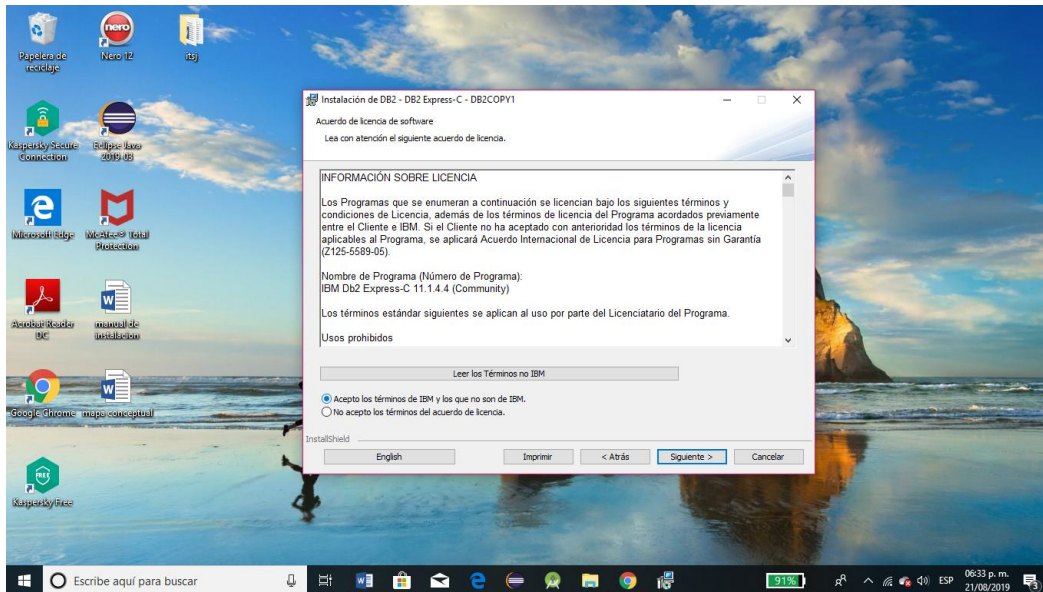 Papelera de
reciclaje
nero
Nero 12
itsj
Kaspersky Secure
Connection
Eclipse Java
2019-03
Microsoft Edge
McAfee® Total
Protection
Acrobat Reader
DC
manual de
instalacion
Google Chrome
mapa conceptual
FREE
Kaspersky Free
Instalación de DB2 - DB2 Express-C - DB2COPY1
Acuerdo de licencia de software
Lea con atención el siguiente acuerdo de licencia.
INFORMACIÓN SOBRE LICENCIA
Los Programas que se enumeran a continuación se licencian bajo los siguientes términos y
condiciones de Licencia, además de los términos de licencia del Programa acordados previamente
entre el Cliente e IBM. Si el Cliente no ha aceptado con anterioridad los términos de la licencia
aplicables al Programa, se aplicará Acuerdo Internacional de Licencia para Programas sin Garantía
(Z125-5589-05).
Nombre de Programa (Número de Programa):
IBM Db2 Express-C 11.1.4.4 (Community)
Los términos estándar siguientes se aplican al uso por parte del Licenciatario del Programa.
Usos prohibidos
Leer los Términos no IBM
Acepto los términos de IBM y los que no son de IBM.
No acepto los términos del acuerdo de licencia.
InstallShield
English
Imprimir
< Atrás
Siguiente >
Cancelar
Escribe aquí para buscar
91%
ESP
06:33 p. m.
21/08/2019
3